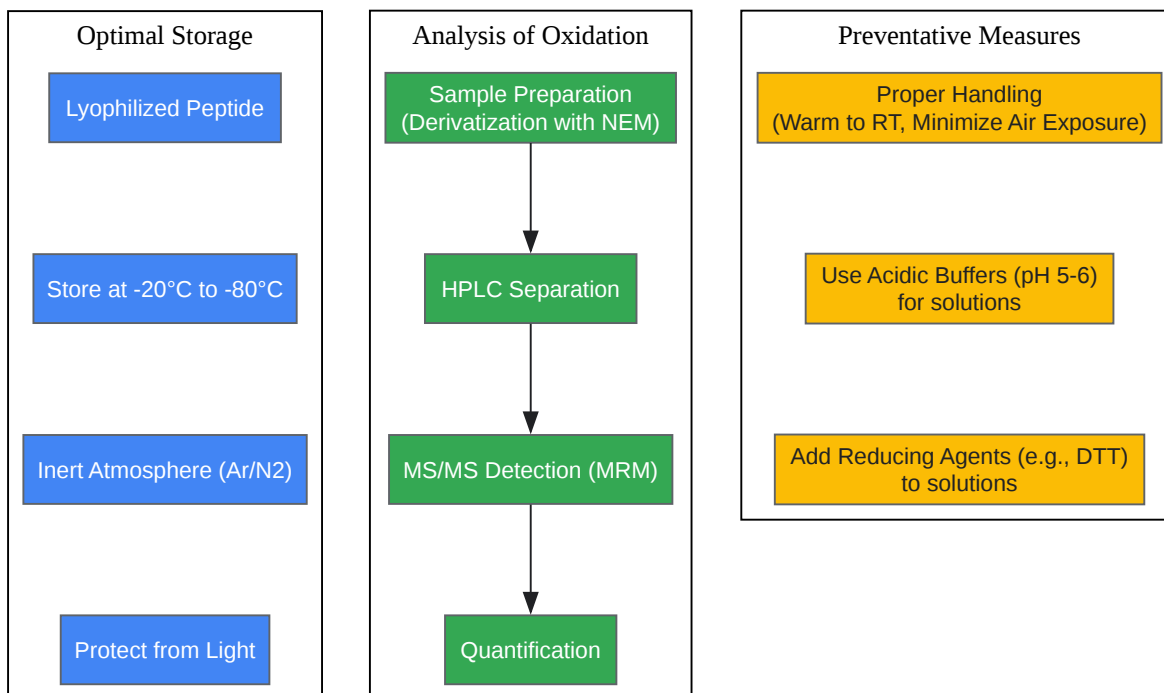 Optimal Storage
Lyophilized Peptide
Store at -20°C to -80°C
Inert Atmosphere (Ar/N2)
Protect from Light
Analysis of Oxidation
Sample Preparation
(Derivatization with NEM)
HPLC Separation
MS/MS Detection (MRM)
Quantification
Preventative Measures
Proper Handling
(Warm to RT, Minimize Air Exposure)
Use Acidic Buffers (pH 5-6)
for solutions
Add Reducing Agents (e.g., DTT)
to solutions